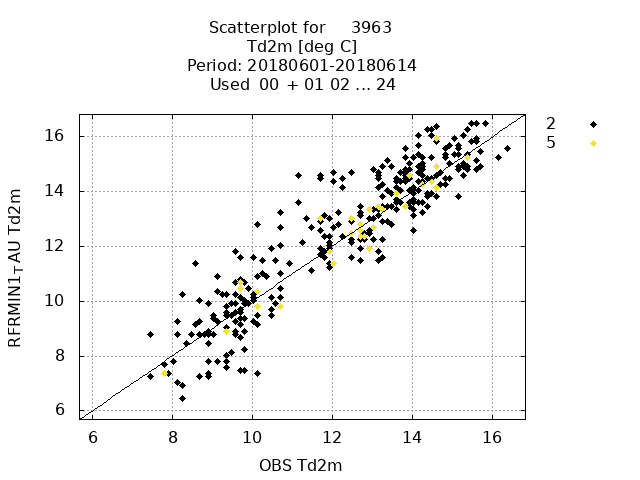 Scatterplot for 3963
Td2m [deg C]
Period: 20180601-20180614
Used 00 + 01 02 ... 24
2
5
16
14
12
10
8
6
RFRMIN1T AU Td2m
6 8 10 12 14 16
OBS Td2m